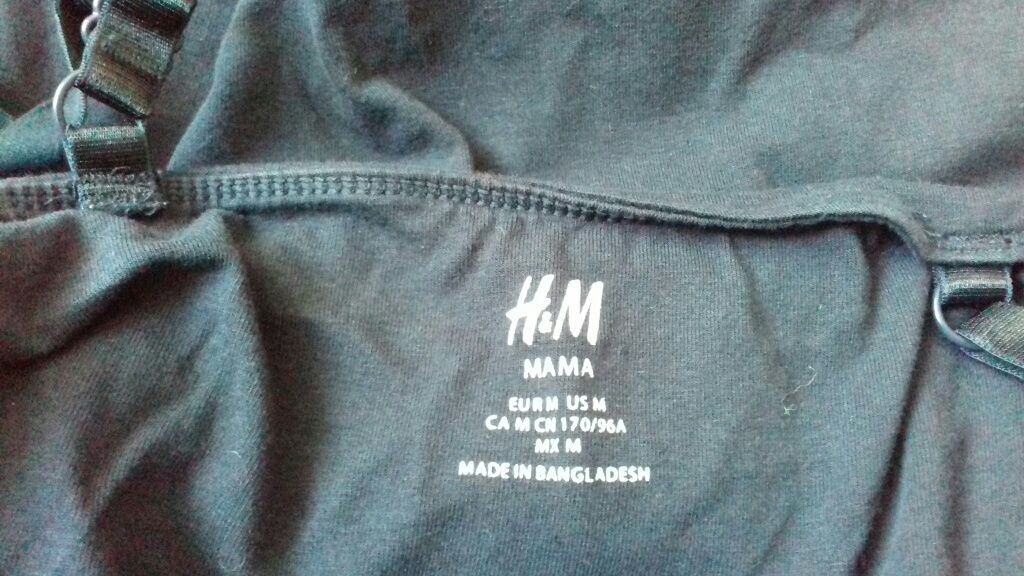 H&M
MAMA
EUR M US M
CA M CN 170/96A
MX M
MADE IN BANGLADESH